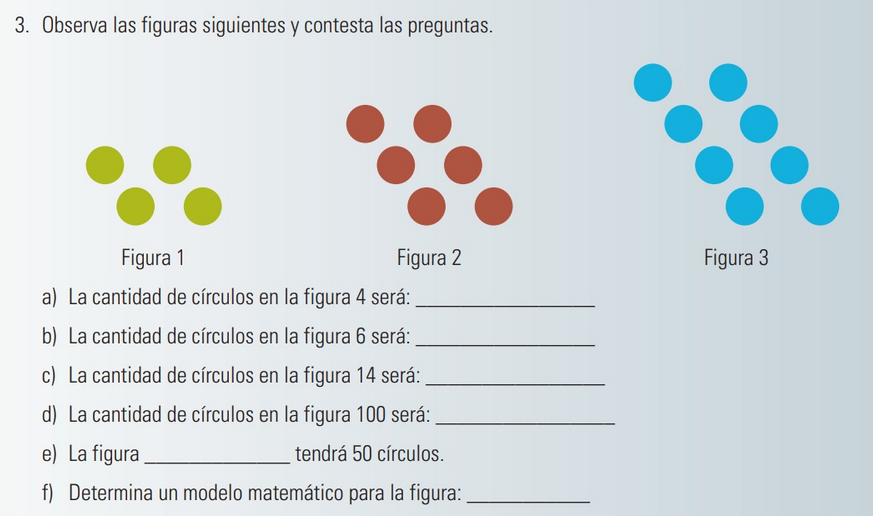 3. Observa las figuras siguientes y contesta las preguntas.
Figura 1
Figura 2
Figura 3
a) La cantidad de círculos en la figura 4 será: ________________
b) La cantidad de círculos en la figura 6 será: ________________
c) La cantidad de círculos en la figura 14 será: ________________
d) La cantidad de círculos en la figura 100 será: ________________
e) La figura _____________ tendrá 50 círculos.
f) Determina un modelo matemático para la figura: ___________